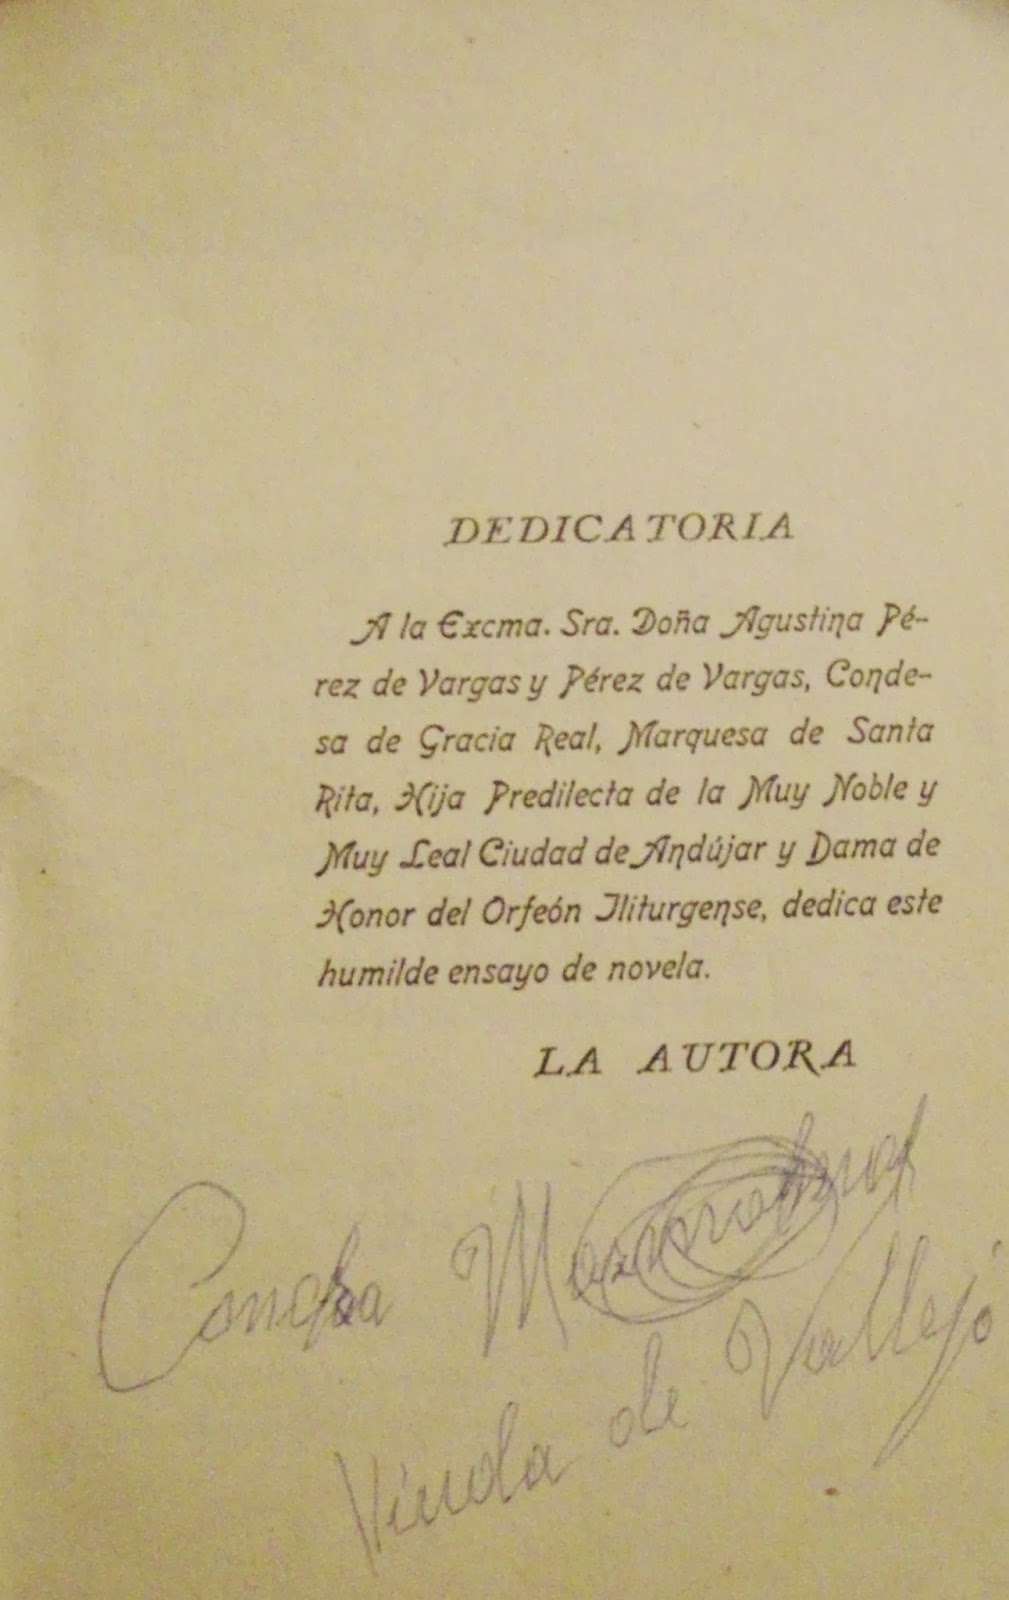 DEDICATORIA
A la Excma. Sra. Doña Agustina Pé-
rez de Vargas y Pérez de Vargas, Conde-
sa de Gracia Real, Marquesa de Santa
Rita, Hija Predilecta de la Muy Noble y
Muy Leal Ciudad de Andújar y Dama de
Honor del Orfeón Iliturgense, dedica este
humilde ensayo de novela.
LA AUTORA
Concha
Viuda de Vallejo